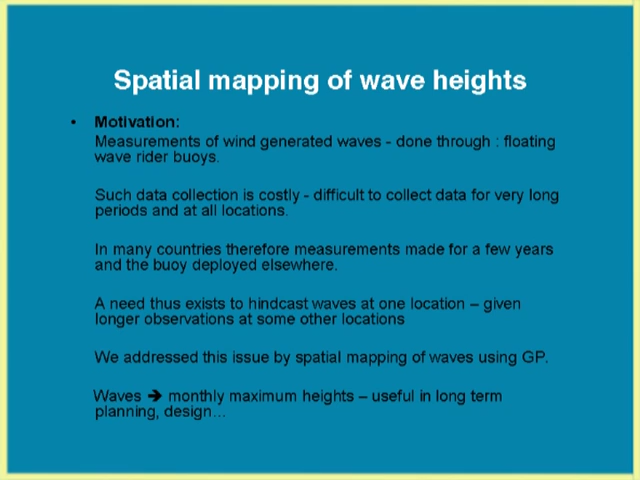 Spatial mapping of wave heights
• Motivation:
Measurements of wind generated waves - done through : floating
wave rider buoys.
Such data collection is costly - difficult to collect data for very long
periods and at all locations.
In many countries therefore measurements made for a few years
and the buoy deployed elsewhere.
A need thus exists to hindcast waves at one location – given
longer observations at some other locations
We addressed this issue by spatial mapping of waves using GP.
Waves ➔ monthly maximum heights – useful in long term
planning, design…